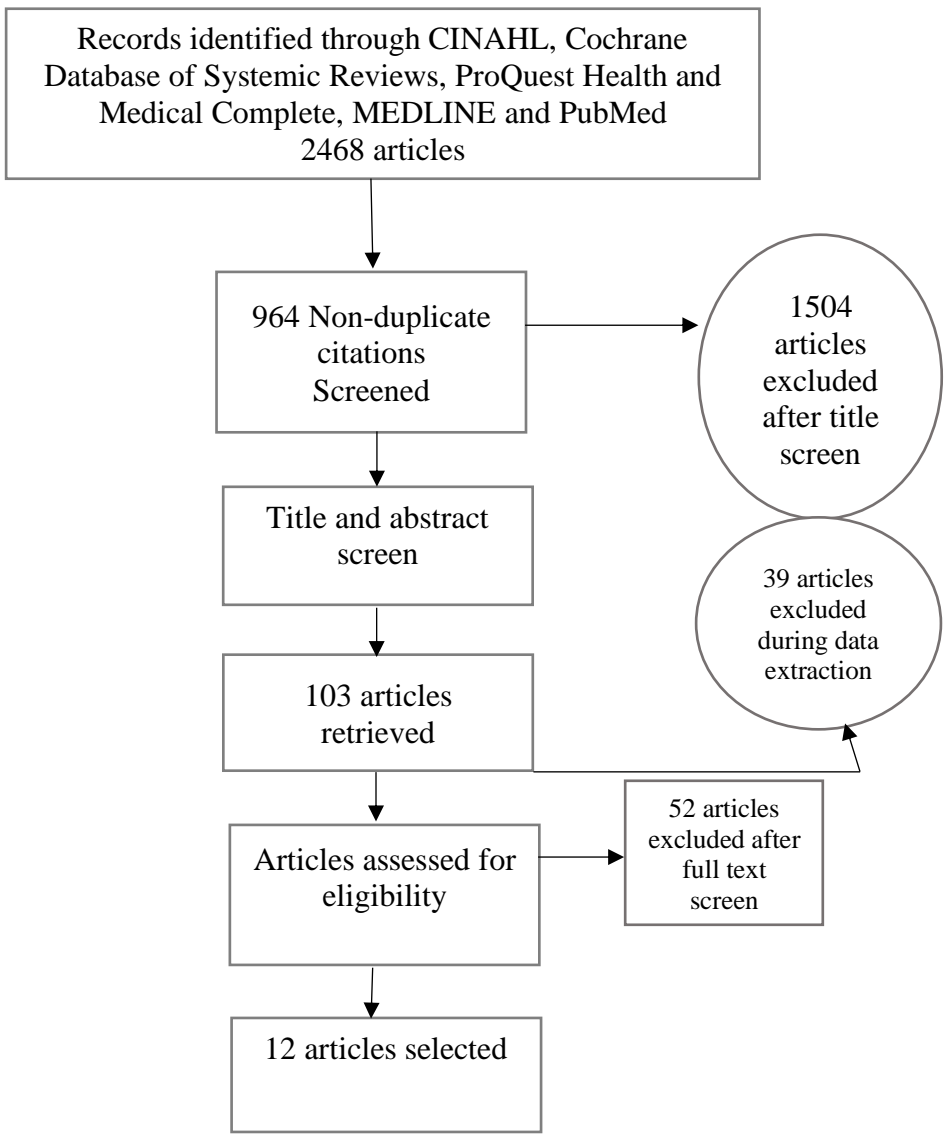 Records identified through CINAHL, Cochrane
Database of Systemic Reviews, ProQuest Health and
Medical Complete, MEDLINE and PubMed
2468 articles
964 Non-duplicate
citations
Screened
1504
articles
excluded
after title
screen
Title and abstract
screen
39 articles
excluded
during data
extraction
103 articles
retrieved
52 articles
excluded after
full text
screen
Articles assessed for
eligibility
12 articles selected